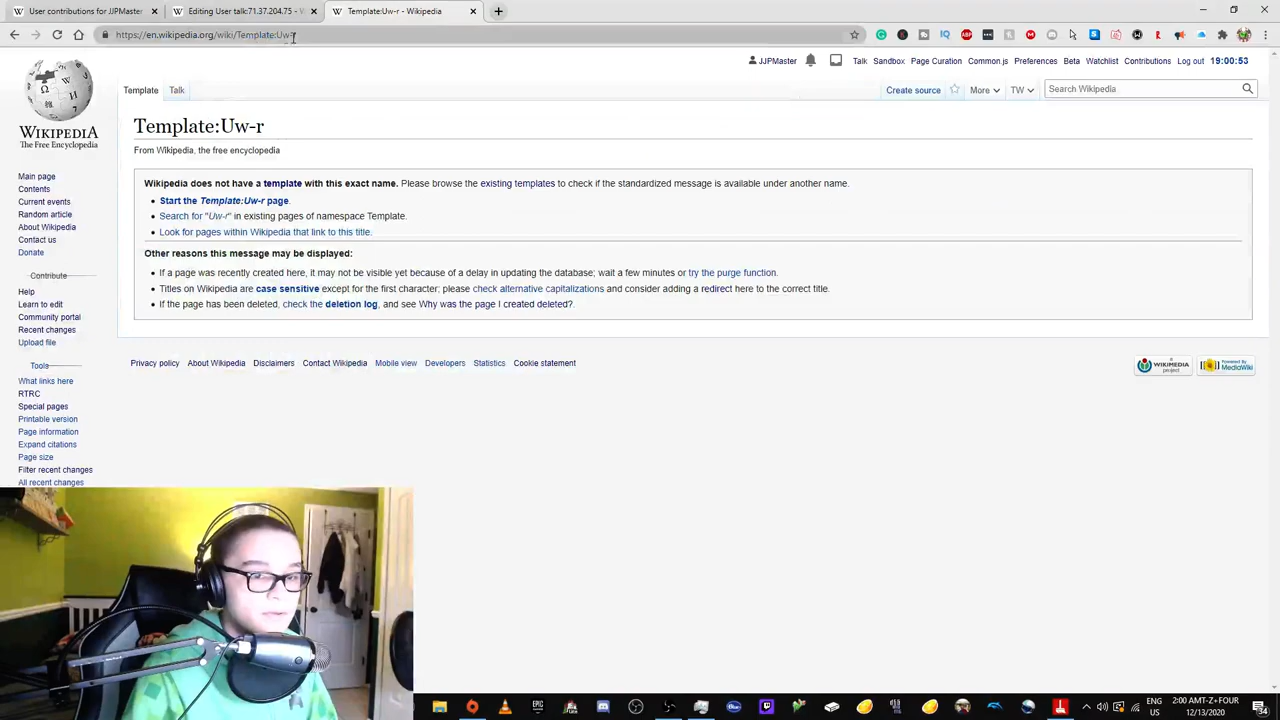 User contributions for JJPMaster
Editing User talk:71.37.204.75 -
Template:Uw-r - Wikipedia
https://en.wikipedia.org/wiki/Template:Uw-r
JJPMaster Talk Sandbox Page Curation Common.js Preferences Beta Watchlist Contributions Log out 19:00:53
Template Talk Create source More TW Search Wikipedia
WIKIPEDIA
The Free Encyclopedia
Template:Uw-r
From Wikipedia, the free encyclopedia
Wikipedia does not have a template with this exact name. Please browse the existing templates to check if the standardized message is available under another name.
Start the Template:Uw-r page.
Search for "Uw-r" in existing pages of namespace Template.
Look for pages within Wikipedia that link to this title.
Other reasons this message may be displayed:
If a page was recently created here, it may not be visible yet because of a delay in updating the database; wait a few minutes or try the purge function.
Titles on Wikipedia are case sensitive except for the first character; please check alternative capitalizations and consider adding a redirect here to the correct title.
If the page has been deleted, check the deletion log, and see Why was the page I created deleted?.
Main page
Contents
Current events
Random article
About Wikipedia
Contact us
Donate
Contribute
Help
Learn to edit
Community portal
Recent changes
Upload file
Tools
What links here
RTRC
Special pages
Printable version
Page information
Expand citations
Page size
Filter recent changes
All recent changes
Privacy policy About Wikipedia Disclaimers Contact Wikipedia Mobile view Developers Statistics Cookie statement
A WIKIMEDIA project
Powered By MediaWiki
ENG 2:00 AMT-Z+FOUR
US 12/13/2020